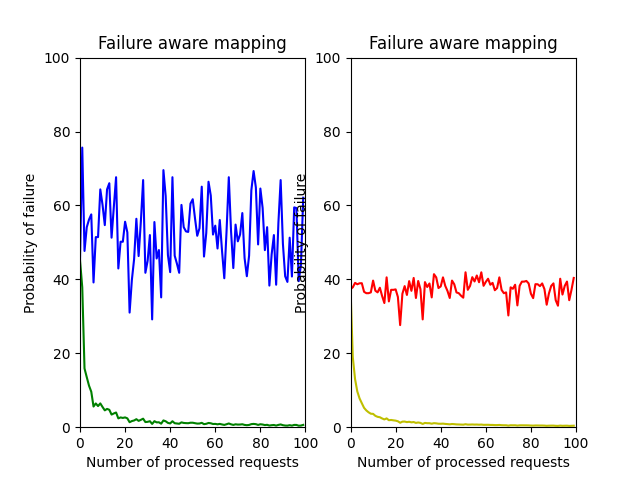 Failure aware mapping
Failure aware mapping
100
80
60
40
20
0
Probability of failure
0 20 40 60 80 100
Number of processed requests
100
80
60
40
20
0
Probability of failure
0 20 40 60 80 100
Number of processed requests